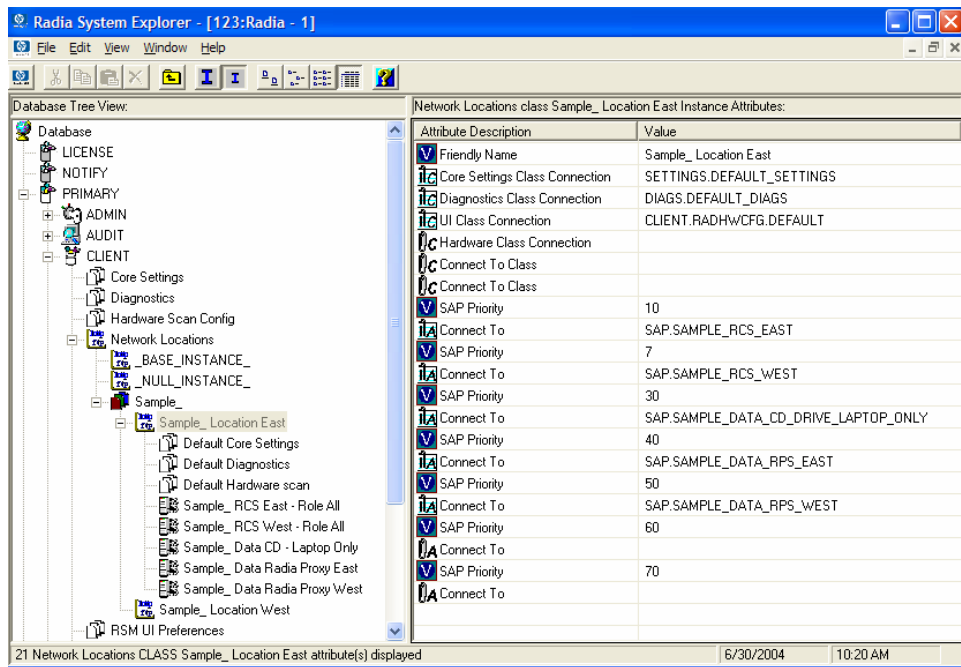 Radia System Explorer - [123:Radia - 1]
File Edit View Window Help
Database Tree View:
Database
LICENSE
NOTIFY
PRIMARY
ADMIN
AUDIT
CLIENT
Core Settings
Diagnostics
Hardware Scan Config
Network Locations
_BASE_INSTANCE_
_NULL_INSTANCE_
Sample_
Sample_ Location East
Default Core Settings
Default Diagnostics
Default Hardware scan
Sample_ RCS East - Role All
Sample_ RCS West - Role All
Sample_ Data CD - Laptop Only
Sample_ Data Radia Proxy East
Sample_ Data Radia Proxy West
Sample_ Location West
RSM UI Preferences
Network Locations class Sample_ Location East Instance Attributes:
Attribute Description Value
V Friendly Name Sample_ Location East
C Core Settings Class Connection SETTINGS.DEFAULT_SETTINGS
C Diagnostics Class Connection DIAGS.DEFAULT_DIAGS
C UI Class Connection CLIENT.RADHWCFG.DEFAULT
C Hardware Class Connection
C Connect To Class
C Connect To Class
V SAP Priority 10
A Connect To SAP.SAMPLE_RCS_EAST
V SAP Priority 7
A Connect To SAP.SAMPLE_RCS_WEST
V SAP Priority 30
A Connect To SAP.SAMPLE_DATA_CD_DRIVE_LAPTOP_ONLY
V SAP Priority 40
A Connect To SAP.SAMPLE_DATA_RPS_EAST
V SAP Priority 50
A Connect To SAP.SAMPLE_DATA_RPS_WEST
V SAP Priority 60
A Connect To
V SAP Priority 70
A Connect To
21 Network Locations CLASS Sample_ Location East attribute(s) displayed 6/30/2004 10:20 AM